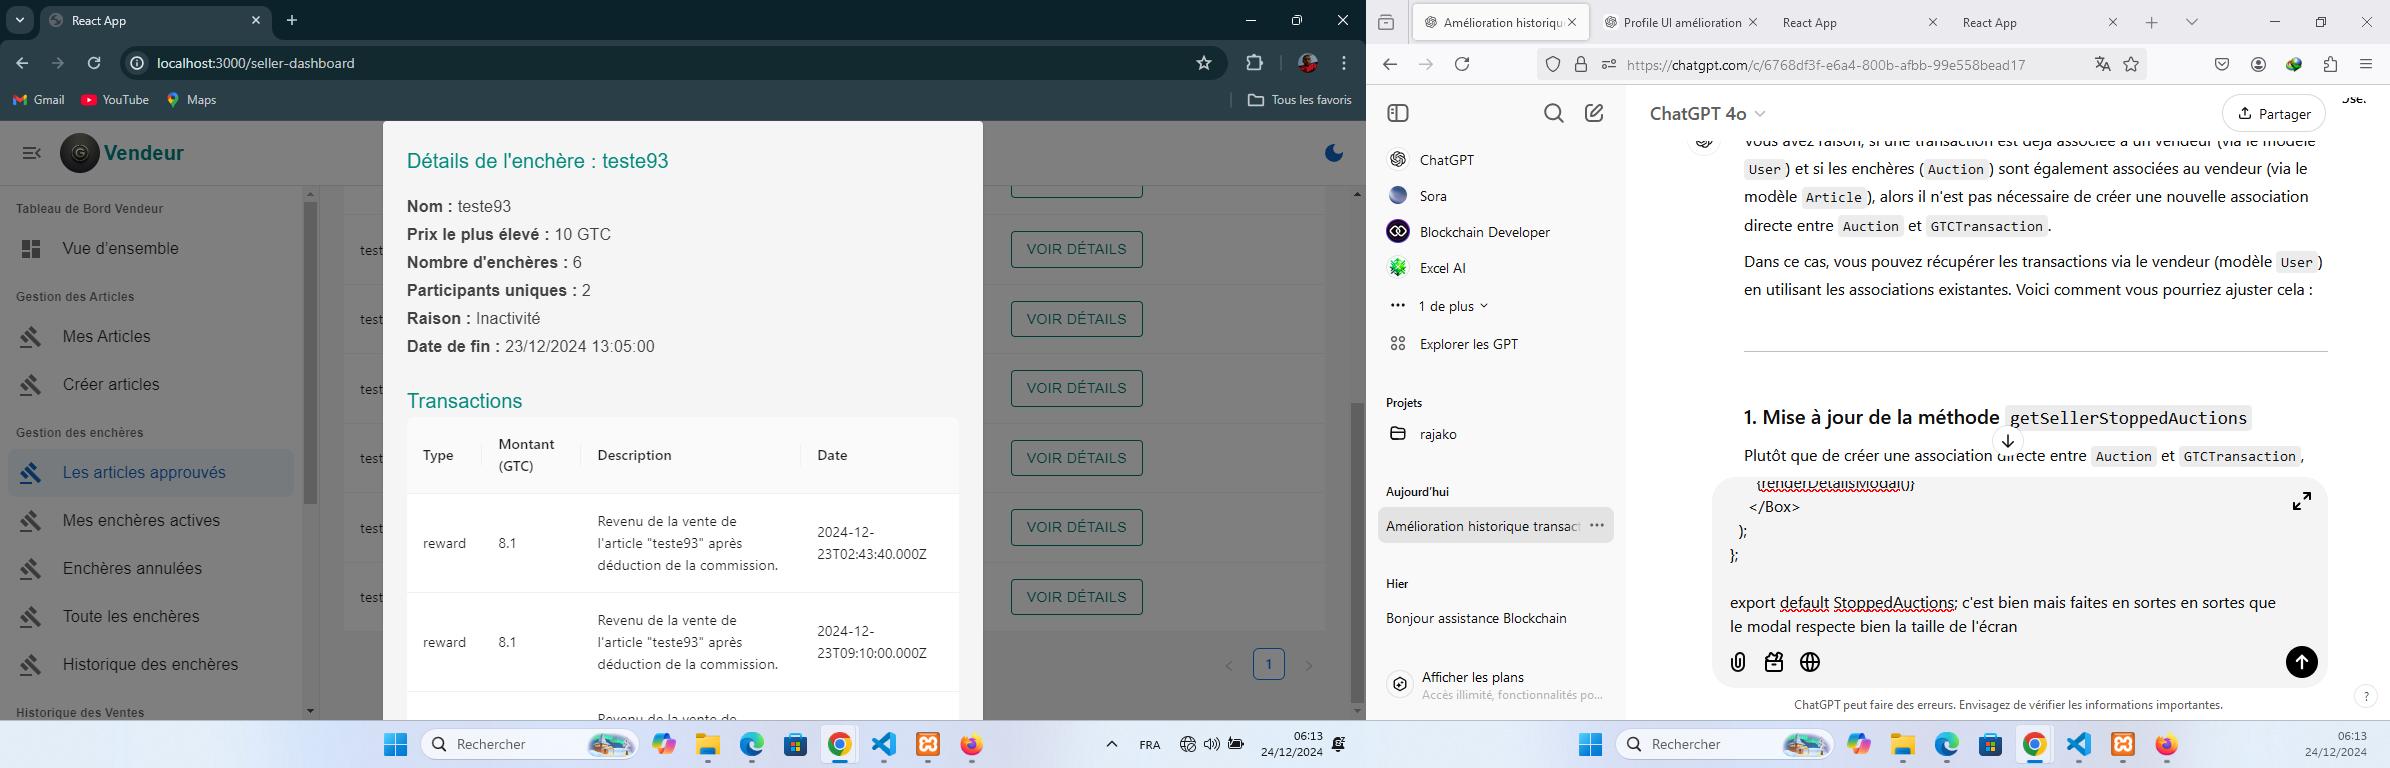 React App
localhost:3000/seller-dashboard
Gmail
YouTube
Maps
Tous les favoris
Vendeur
Tableau de Bord Vendeur
Vue d'ensemble
Gestion des Articles
Mes Articles
Créer articles
Gestion des enchères
Les articles approuvés
Mes enchères actives
Enchères annulées
Toute les enchères
Historique des enchères
Historique des Ventes
Détails de l'enchère : teste93
Nom : teste93
Prix le plus élevé : 10 GTC
Nombre d'enchères : 6
Participants uniques : 2
Raison : Inactivité
Date de fin : 23/12/2024 13:05:00
Transactions
Type
Montant
(GTC)
Description
Date
reward
8.1
Revenu de la vente de
l'article "teste93" après
déduction de la commission.
2024-12-
23T02:43:40.000Z
reward
8.1
Revenu de la vente de
l'article "teste93" après
déduction de la commission.
2024-12-
23T09:10:00.000Z
Revenu de la vente de
test
VOIR DÉTAILS
test
VOIR DÉTAILS
test
VOIR DÉTAILS
test
VOIR DÉTAILS
test
VOIR DÉTAILS
test
VOIR DÉTAILS
1
Rechercher
FRA
06:13
24/12/2024
Amélioration historiqu
Profile UI amélioration
React App
React App
https://chatgpt.com/c/6768df3f-e6a4-800b-afbb-99e558bead17
ChatGPT
Sora
Blockchain Developer
Excel AI
1 de plus
Explorer les GPT
Projets
rajako
Aujourd'hui
Amélioration historique transact
Hier
Bonjour assistance Blockchain
Afficher les plans
Accès illimité, fonctionnalités po...
ChatGPT 4o
Partager
Vous avez raison, si une transaction est déjà associée à un vendeur (via le modèle
User) et si les enchères (Auction) sont également associées au vendeur (via le
modèle Article), alors il n'est pas nécessaire de créer une nouvelle association
directe entre Auction et GTCTransaction.
Dans ce cas, vous pouvez récupérer les transactions via le vendeur (modèle User)
en utilisant les associations existantes. Voici comment vous pourriez ajuster cela :
1. Mise à jour de la méthode getSellerStoppedAuctions
Plutôt que de créer une association directe entre Auction et GTCTransaction,
{renderDetailsModal()}
</Box>
);
};
export default StoppedAuctions; c'est bien mais faites en sortes en sortes que
le modal respecte bien la taille de l'écran
ChatGPT peut faire des erreurs. Envisagez de vérifier les informations importantes.
?
Rechercher
06:13
24/12/2024